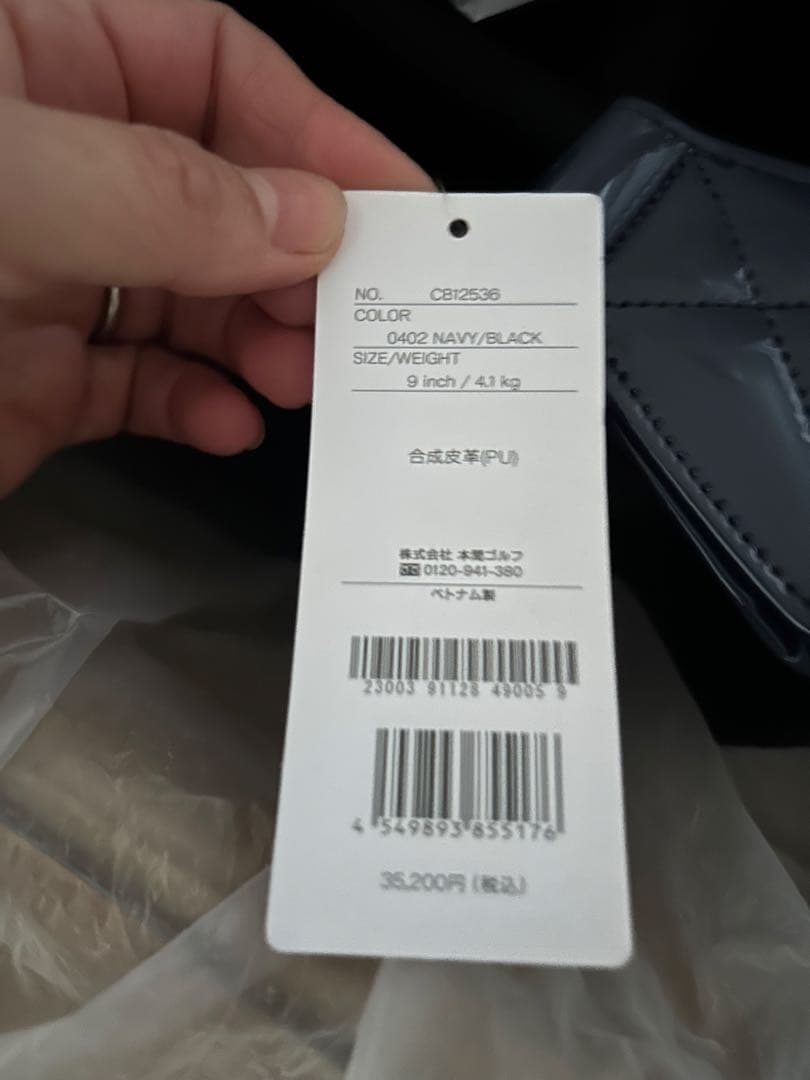 NO. CB12536
COLOR
0402 NAVY/BLACK
SIZE/WEIGHT
9 inch / 4.1 kg
合成皮革(PU)
株式会社 本間ゴルフ
0120-941-380
ベトナム製
23003 91128 49005 9
4 549893 855176
35,200円 (税込)